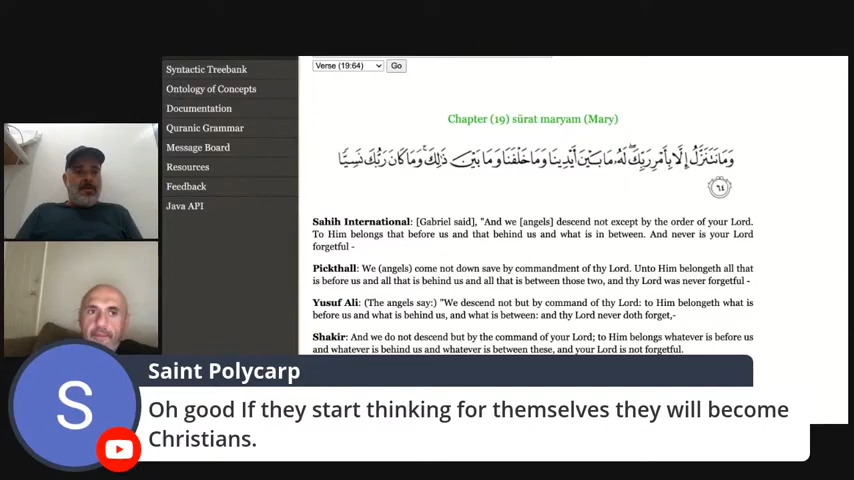 Syntactic Treebank
Ontology of Concepts
Documentation
Quranic Grammar
Message Board
Resources
Feedback
Java API
Verse (19:64)
Go
Chapter (19) sūrat maryam (Mary)
وَمَا نَتَنَزَّلُ إِلَّا بِأَمْرِ رَبِّكَ ۖ لَهُ مَا بَيْنَ أَيْدِينَا وَمَا خَلْفَنَا وَمَا بَيْنَ ذَٰلِكَ ۚ وَمَا كَانَ رَبُّكَ نَسِيًّا
٦٤
Sahih International: [Gabriel said], "And we [angels] descend not except by the order of your Lord.
To Him belongs that before us and that behind us and what is in between. And never is your Lord
forgetful -
Pickthall: We (angels) come not down save by commandment of thy Lord. Unto Him belongeth all that
is before us and all that is behind us and all that is between those two, and thy Lord was never forgetful -
Yusuf Ali: (The angels say:) "We descend not but by command of thy Lord: to Him belongeth what is
before us and what is behind us, and what is between: and thy Lord never doth forget,-
Shakir: And we do not descend but by the command of your Lord; to Him belongs whatever is before us
and whatever is behind us and whatever is between these, and your Lord is not forgetful.
S
Saint Polycarp
Oh good If they start thinking for themselves they will become
Christians.